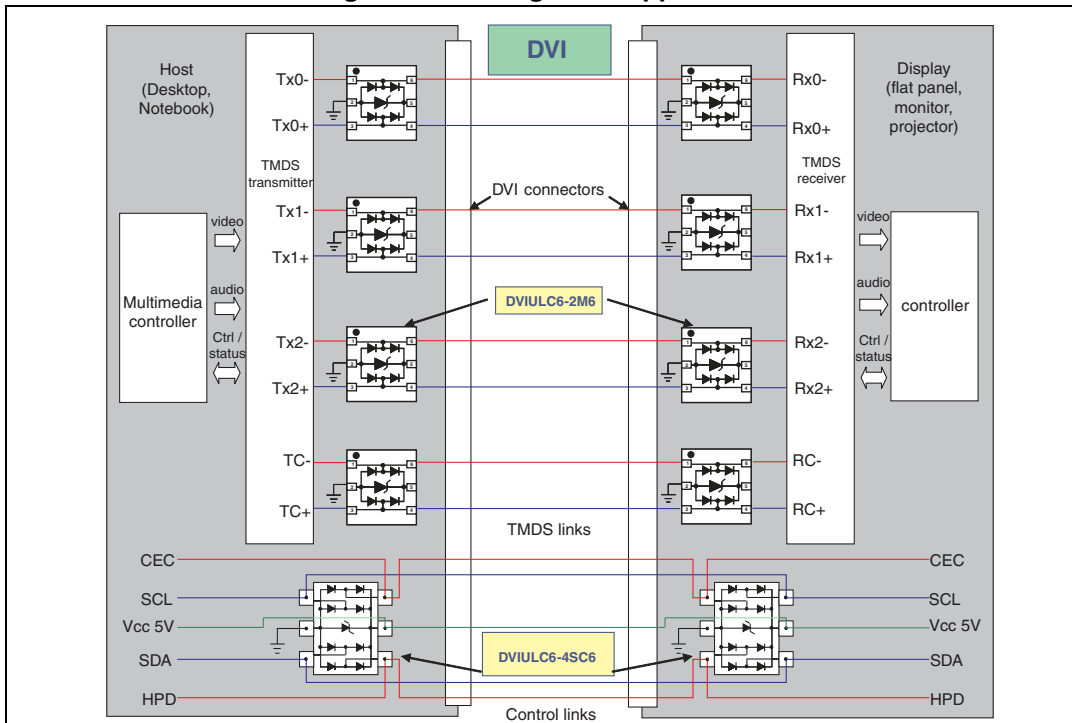 DVI
Host
(Desktop,
Notebook)
Display
(flat panel,
monitor,
projector)
Tx0-
Tx0+
Rx0-
Rx0+
TMDS
transmitter
TMDS
receiver
DVI connectors
Tx1-
Tx1+
Rx1-
Rx1+
video
audio
Ctrl /
status
Multimedia
controller
video
audio
Ctrl /
status
controller
DVIULC6-2M6
Tx2-
Tx2+
Rx2-
Rx2+
TC-
TC+
RC-
RC+
TMDS links
CEC
SCL
Vcc 5V
SDA
HPD
CEC
SCL
Vcc 5V
SDA
HPD
DVIULC6-4SC6
Control links